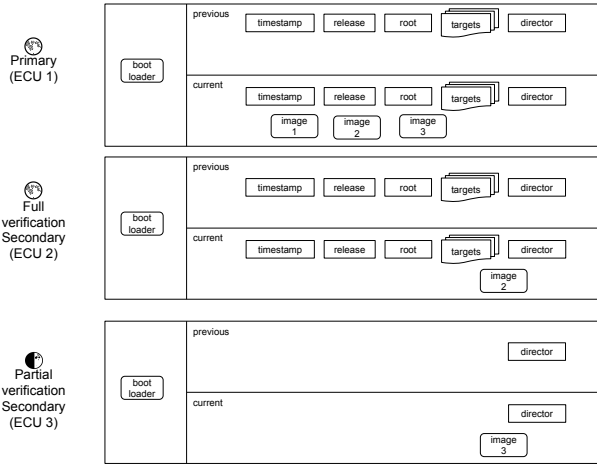 Primary
(ECU 1)
boot
loader
previous
timestamp release root targets director
current
timestamp release root targets director
image
1
image
2
image
3
Full
verification
Secondary
(ECU 2)
boot
loader
previous
timestamp release root targets director
current
timestamp release root targets director
image
2
Partial
verification
Secondary
(ECU 3)
boot
loader
previous
director
current
director
image
3